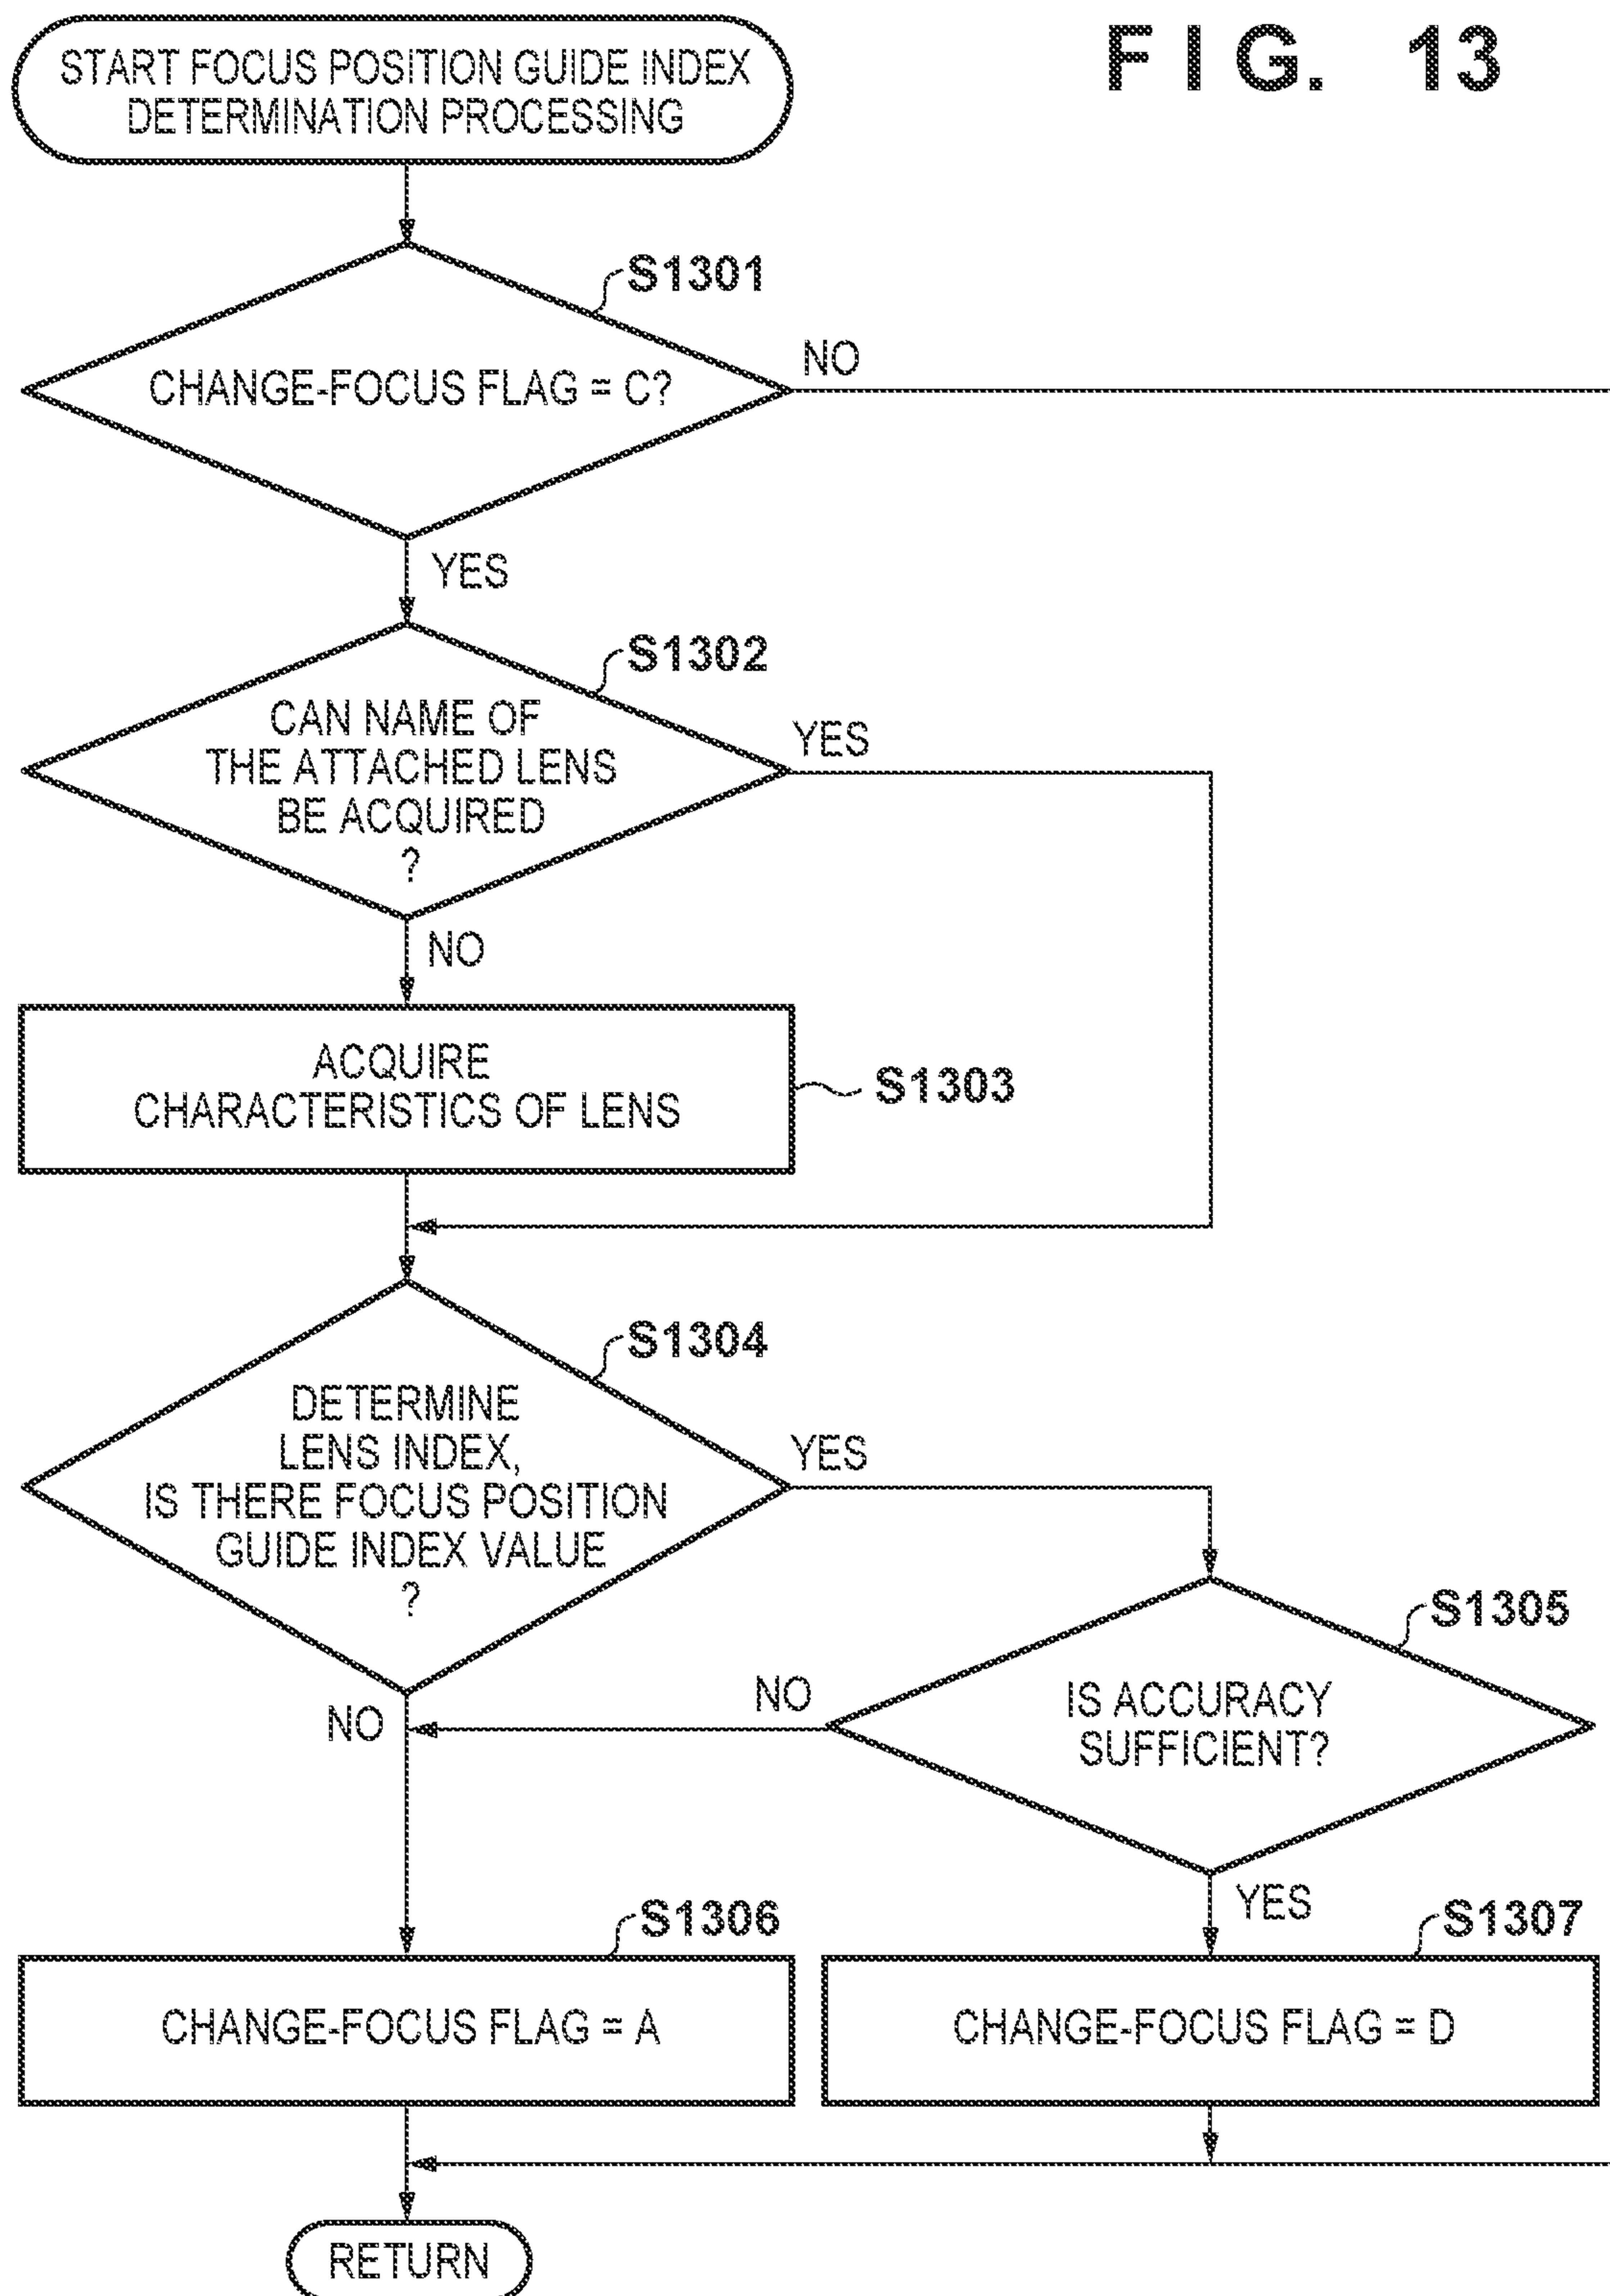 FIG. 13
START FOCUS POSITION GUIDE INDEX
DETERMINATION PROCESSING
S1301
CHANGE-FOCUS FLAG = C?
NO
YES
S1302
CAN NAME OF
THE ATTACHED LENS
BE ACQUIRED
?
YES
NO
ACQUIRE
CHARACTERISTICS OF LENS
S1303
S1304
DETERMINE
LENS INDEX,
IS THERE FOCUS POSITION
GUIDE INDEX VALUE
?
YES
NO
S1305
IS ACCURACY
SUFFICIENT?
NO
YES
S1306
CHANGE-FOCUS FLAG = A
S1307
CHANGE-FOCUS FLAG = D
RETURN